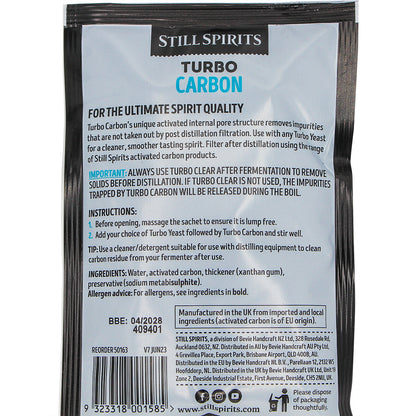 STILL SPIRITS
TURBO
CARBON
FOR THE ULTIMATE SPIRIT QUALITY
Turbo Carbon's unique activated internal pore structure removes impurities
that are not taken out by post distillation filtration. Use with any Turbo Yeast
for a cleaner, smoother tasting spirit. Filter after distillation using the range
of Still Spirits activated carbon products.
IMPORTANT: ALWAYS USE TURBO CLEAR AFTER FERMENTATION TO REMOVE
SOLIDS BEFORE DISTILLATION. IF TURBO CLEAR IS NOT USED, THE IMPURITIES
TRAPPED BY TURBO CARBON WILL BE RELEASED DURING THE BOIL.
INSTRUCTIONS:
1. Before opening, massage the sachet to ensure it is lump free.
2. Add your choice of Turbo Yeast followed by Turbo Carbon and stir well.
TIP: Use a cleaner/detergent suitable for use with distilling equipment to clean
carbon residue from your fermenter after use.
INGREDIENTS: Water, activated carbon, thickener (xanthan gum),
preservative (sodium metabisulphite).
Allergen advice: For allergens, see ingredients in bold.
BBE: 04/2028
409401
Manufactured in the UK from imported and local
ingredients (activated carbon is of EU origin).
REORDER 50163 V7 JUN23
STILL SPIRITS, a division of Bevie Handcraft NZ Ltd, 328 Rosedale Rd,
Auckland 0632, NZ. Distributed in AU by Bevie Handcraft AU Pty Ltd,
4 Grevillea Place, Export Park, Brisbane Airport, QLD 4008, AU.
Distributed in EU by Bevie Handcraft NL B.V., Parellaan 12, 2132 WS
Hoofddorp, NL. Distributed in UK by Bevie Handcraft UK Ltd, Unit 9
Zone 2, Deeside Industrial Estate, First Avenue, Deeside, CH5 2NU, UK.
9 323318 001585
www.stillspirits.com
Please dispose of
packaging
thoughtfully.